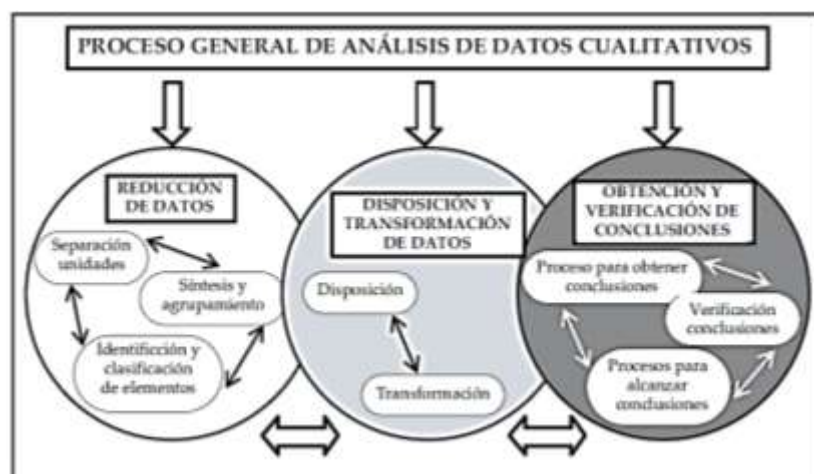 PROCESO GENERAL DE ANÁLISIS DE DATOS CUALITATIVOS
REDUCCIÓN
DE DATOS
Separación
unidades
Síntesis y
agrupamiento
Identificción y
clasificación
de elementos
DISPOSICIÓN Y
TRANSFORMACIÓN
DE DATOS
Disposición
Transformación
OBTENCIÓN Y
VERIFICACIÓN DE
CONCLUSIONES
Proceso para obtener
conclusiones
Verificación
conclusiones
Procesos para
alcanzar
conclusiones